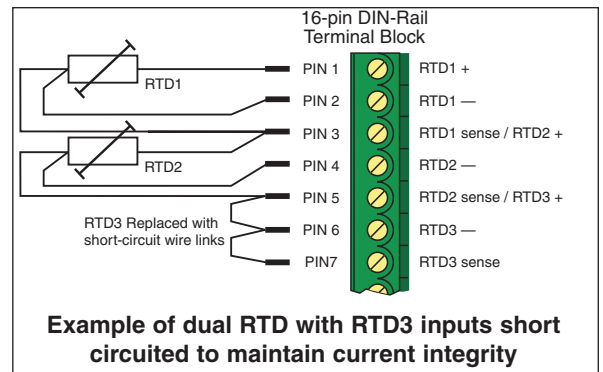 16-pin DIN-Rail
Terminal Block
PIN 1 RTD1 +
RTD1
PIN 2 RTD1 —
PIN 3 RTD1 sense / RTD2 +
RTD2
PIN 4 RTD2 —
PIN 5 RTD2 sense / RTD3 +
RTD3 Replaced with
short-circuit wire links
PIN 6 RTD3 —
PIN7 RTD3 sense
Example of dual RTD with RTD3 inputs short
circuited to maintain current integrity